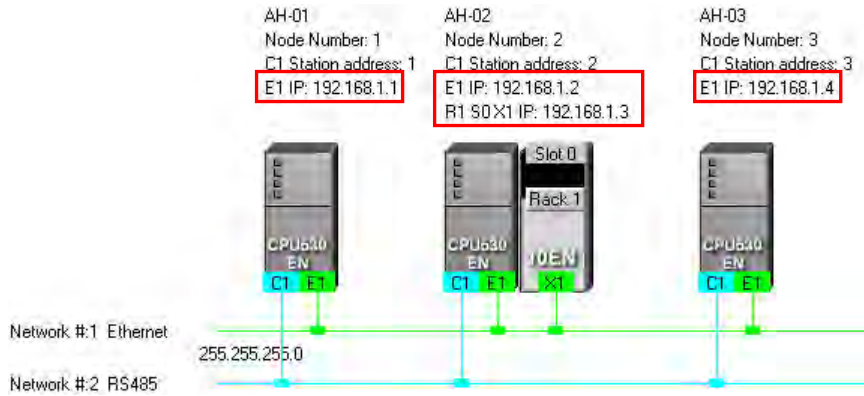 AH-01
Node Number: 1
C1 Station address: 1
E1 IP: 192.168.1.1
AH-02
Node Number: 2
C1 Station address: 2
E1 IP: 192.168.1.2
R1 S0 X1 IP: 192.168.1.3
AH-03
Node Number: 3
C1 Station address: 3
E1 IP: 192.168.1.4
CPU530
EN
C1 E1
CPU530
EN
C1 E1
Slot 0
Rack 1
10EN
X1
CPU530
EN
C1 E1
Network #:1 Ethernet
255.255.255.0
Network #:2 RS485